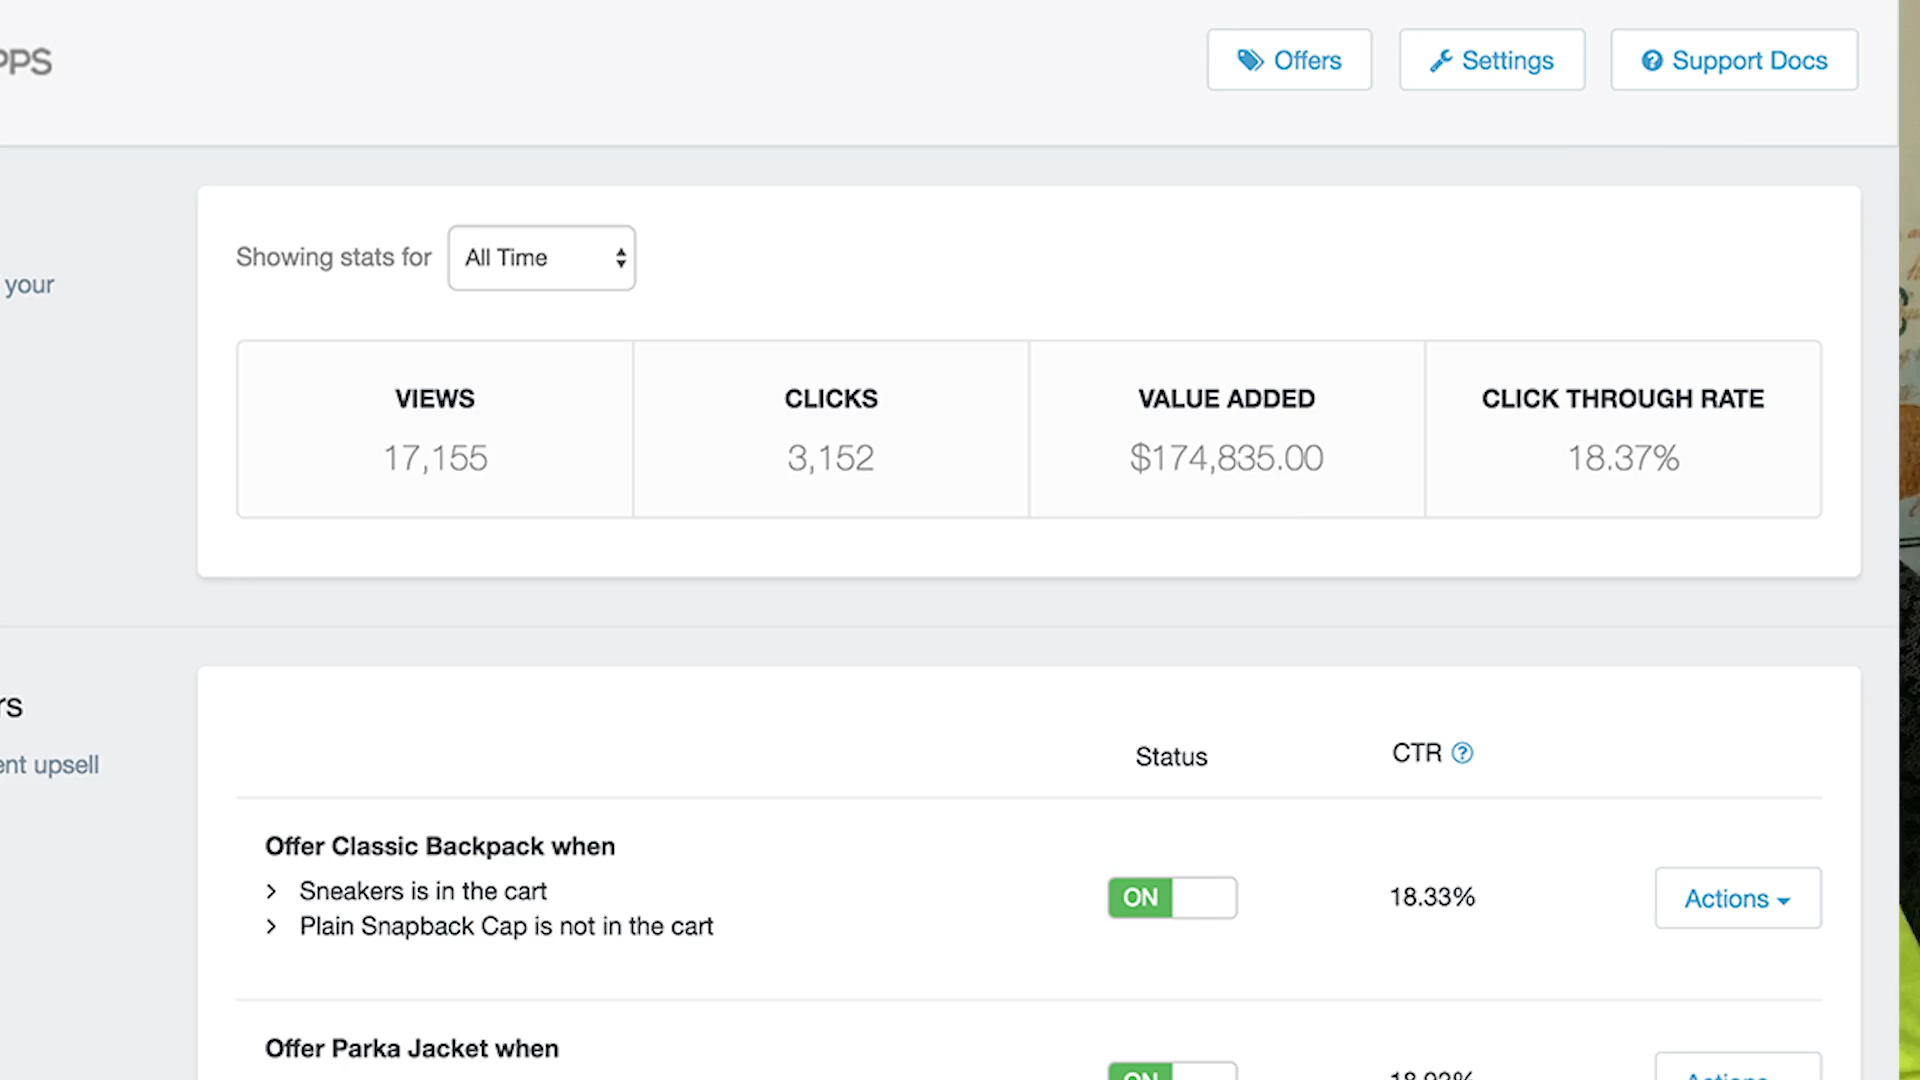 PPS
Offers
Settings
Support Docs
your
Showing stats for All Time
VIEWS
CLICKS
VALUE ADDED
CLICK THROUGH RATE
17,155
3,152
$174,835.00
18.37%
rs
ent upsell
Status
CTR
Offer Classic Backpack when
Sneakers is in the cart
Plain Snapback Cap is not in the cart
ON
18.33%
Actions
Offer Parka Jacket when
ON
Actions